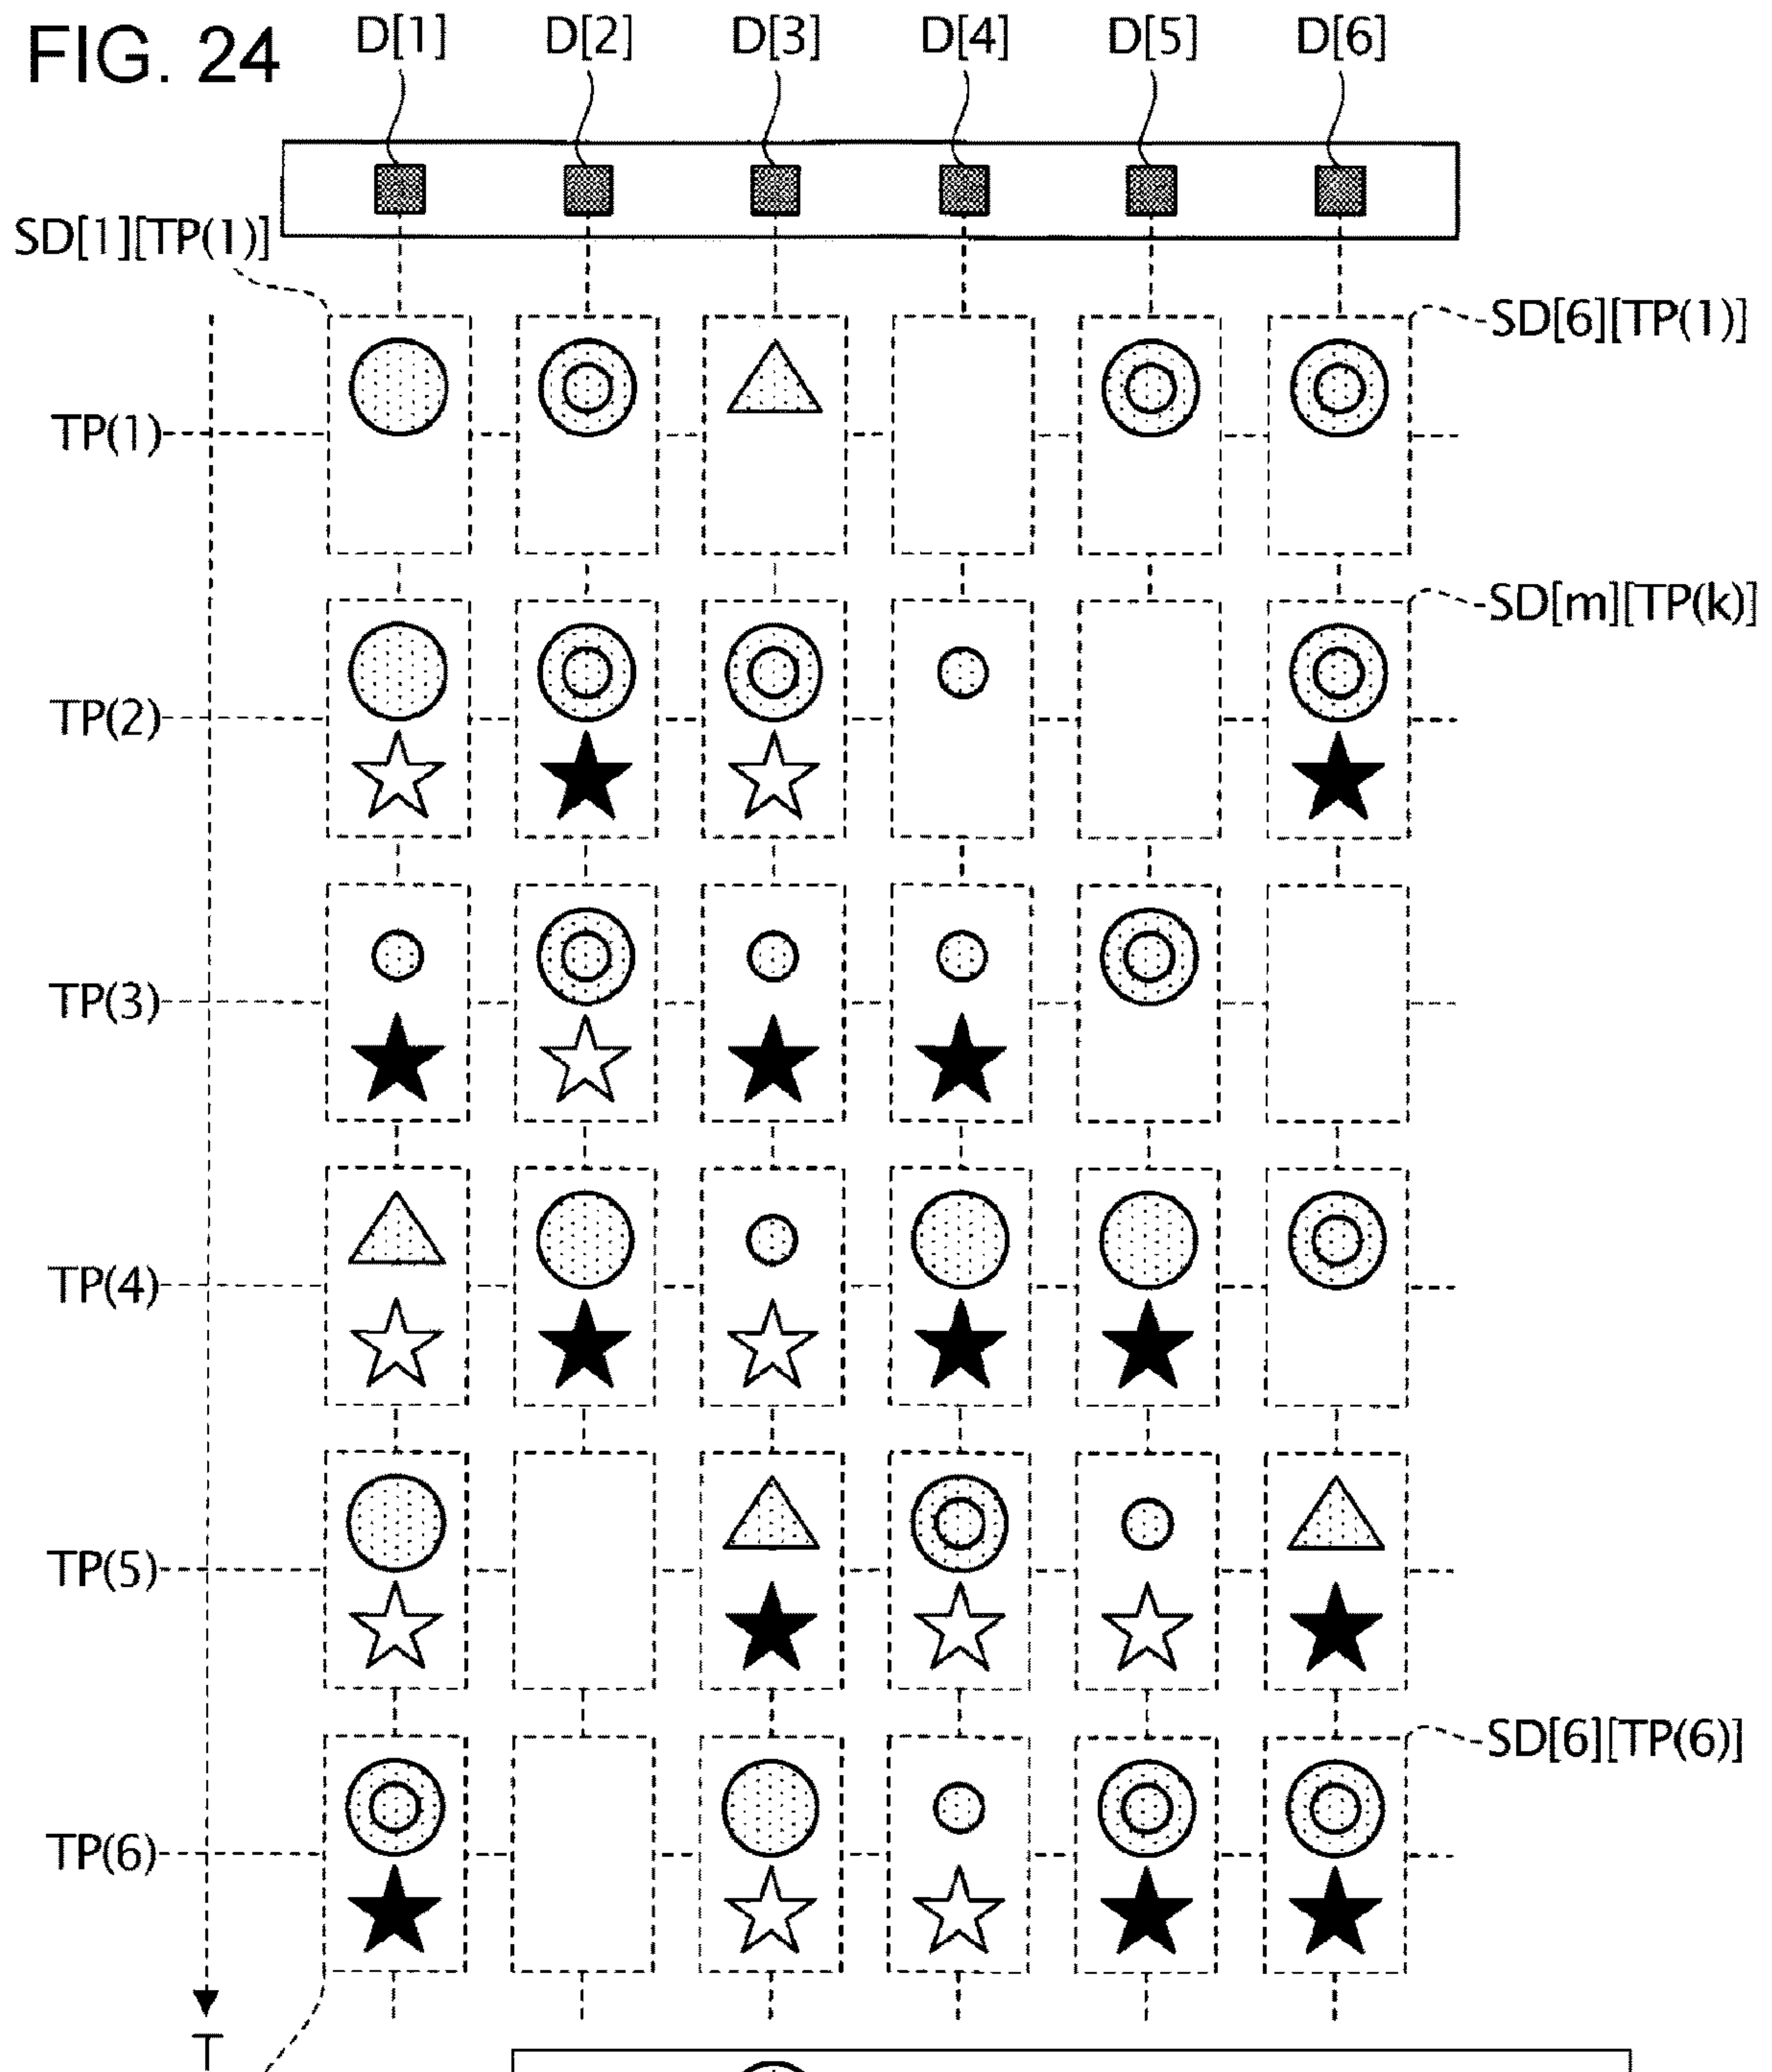 FIG. 24
D[1] D[2] D[3] D[4] D[5] D[6]
SD[1][TP(1)]
SD[6][TP(1)]
TP(1)
SD[m][TP(k)]
TP(2)
TP(3)
TP(4)
TP(5)
SD[6][TP(6)]
TP(6)
T